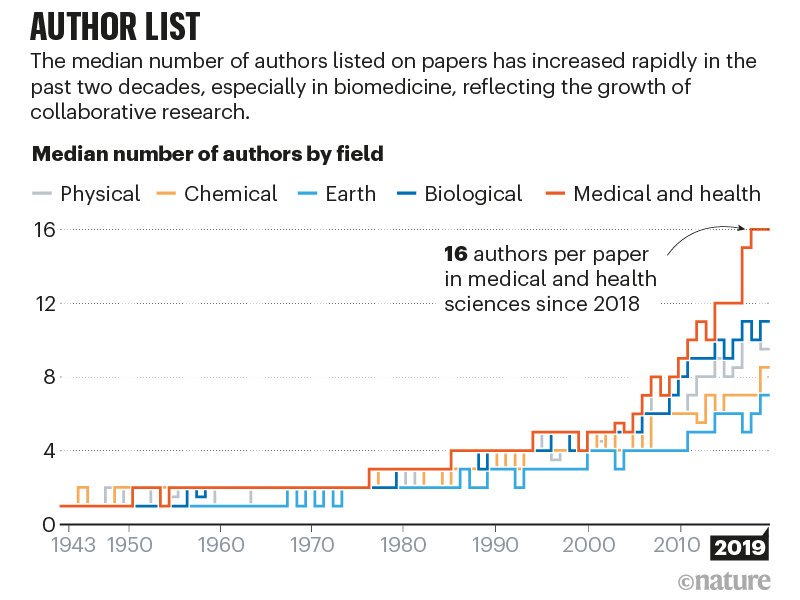 AUTHOR LIST
The median number of authors listed on papers has increased rapidly in the
past two decades, especially in biomedicine, reflecting the growth of
collaborative research.
Median number of authors by field
Physical Chemical Earth Biological Medical and health
16
16 authors per paper
in medical and health
sciences since 2018
12
8
4
0
1943 1950 1960 1970 1980 1990 2000 2010 2019
©nature